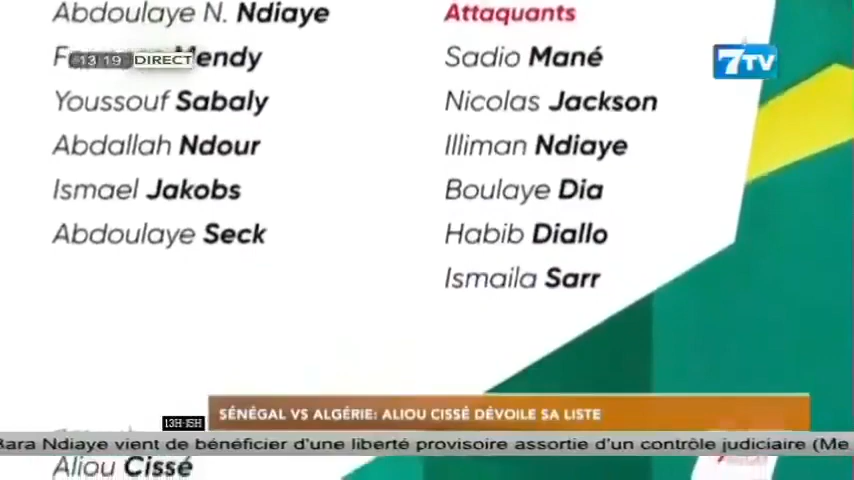 Abdoulaye N. Ndiaye
Mendy
Youssouf Sabaly
Abdallah Ndour
Ismael Jakobs
Abdoulaye Seck
Attaquants
Sadio Mané
Nicolas Jackson
Illiman Ndiaye
Boulaye Dia
Habib Diallo
Ismaila Sarr
13 19 DIRECT
7TV
13H-15H
SÉNÉGAL VS ALGÉRIE: ALIOU CISSÉ DÉVOILE SA LISTE
Bara Ndiaye vient de bénéficier d'une liberté provisoire assortie d'un contrôle judiciaire (Me
Aliou Cissé